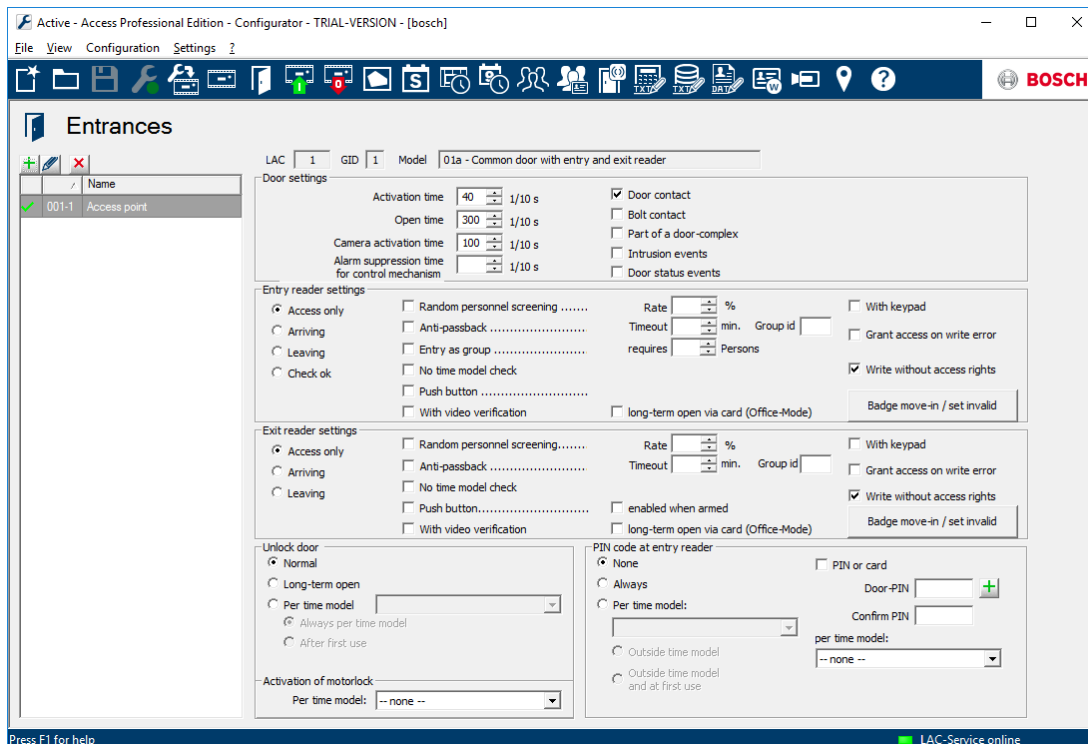 Active - Access Professional Edition - Configurator - TRIAL-VERSION - [bosch]
File View Configuration Settings ?
S TXT TXT DATA W ? BOSCH
Entrances
LAC 1 GID 1 Model 01a - Common door with entry and exit reader
Name
001-1 Access point
Door settings
Activation time 40 1/10 s Door contact
Open time 300 1/10 s Bolt contact
Camera activation time 100 1/10 s Part of a door-complex
Alarm suppression time
for control mechanism 1/10 s Intrusion events
Door status events
Entry reader settings
Access only Random personnel screening ....... Rate % With keypad
Arriving Anti-passback ........................ Timeout min. Group id Grant access on write error
Leaving Entry as group ....................... requires Persons
Check ok No time model check Write without access rights
Push button ..........................
With video verification long-term open via card (Office-Mode) Badge move-in / set invalid
Exit reader settings
Access only Random personnel screening....... Rate % With keypad
Arriving Anti-passback ........................ Timeout min. Group id Grant access on write error
Leaving No time model check Write without access rights
Push button........................... enabled when armed
With video verification long-term open via card (Office-Mode) Badge move-in / set invalid
Unlock door
Normal
Long-term open
Per time model
Always per time model
After first use
Activation of motorlock
Per time model: -- none --
PIN code at entry reader
None PIN or card
Always Door-PIN
Per time model: Confirm PIN
per time model:
Outside time model -- none --
Outside time model
and at first use
Press F1 for help LAC-Service online